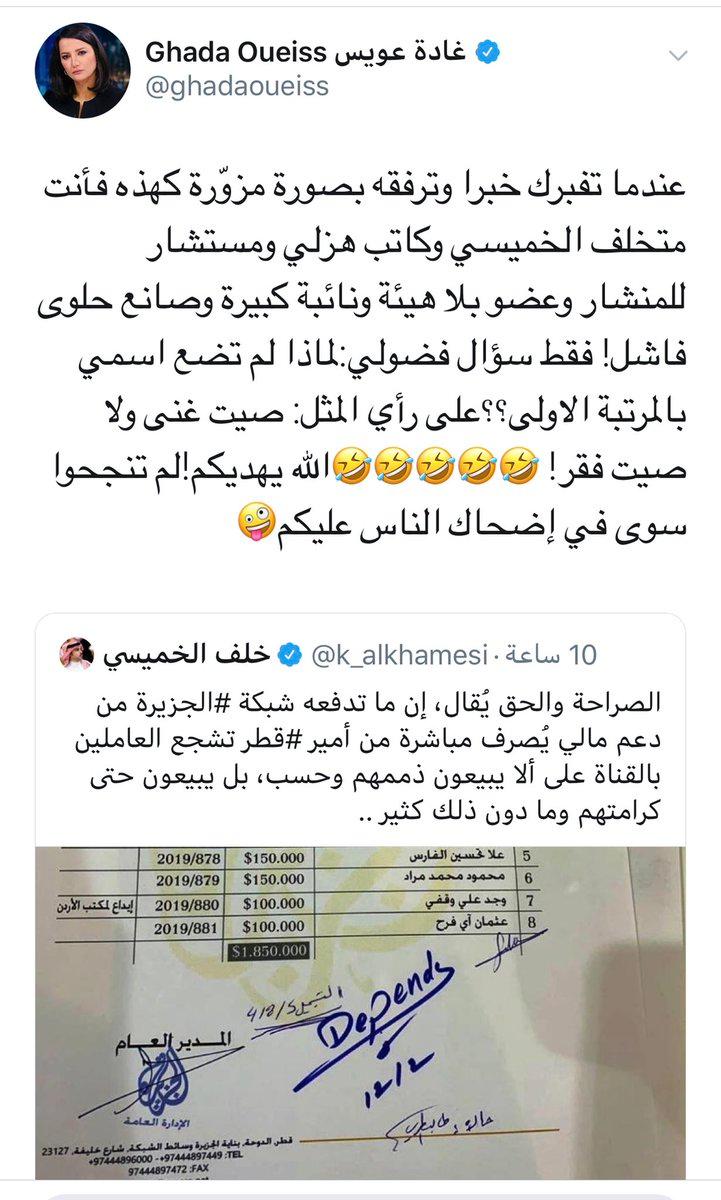 Ghada Oueiss غادة عويس
@ghadaoueiss
عندما تفبرك خبرا وترفقه بصورة مزوّرة كهذه فأنت
متخلف الخميسي وكاتب هزلي ومستشار
للمنشار وعضو بلا هيئة ونائبة كبيرة وصانع حلوى
فاشل! فقط سؤال فضولي:لماذا لم تضع اسمي
بالمرتبة الاولى؟؟على رأي المثل: صيت غنى ولا
صيت فقر! 🤣🤣🤣🤣🤣الله يهديكم!لم تنجحوا
سوى في إضحاك الناس عليكم🤪
خلف الخميسي @k_alkhamesi · 10 ساعة
الصراحة والحق يُقال، إن ما تدفعه شبكة #الجزيرة من
دعم مالي يُصرف مباشرة من أمير #قطر تشجع العاملين
بالقناة على ألا يبيعون ذممهم وحسب، بل يبيعون حتى
كرامتهم وما دون ذلك كثير ..
5 علا تحسين الفارس $150.000 2019/878
6 محمود محمد مراد $150.000 2019/879
7 وجد علي وقفي $100.000 2019/880 إيداع لمكتب الأردن
8 عثمان آي فرح $100.000 2019/881
$1.850.000
Depends
12/2
المدير العام
الجزيرة
الإدارة العامة
قطر, الدوحة, بناية الجزيرة وسائط الشبكة, شارع خليفة, 23127
+97444896000 -+97444897449 :TEL
97444897472 :FAX